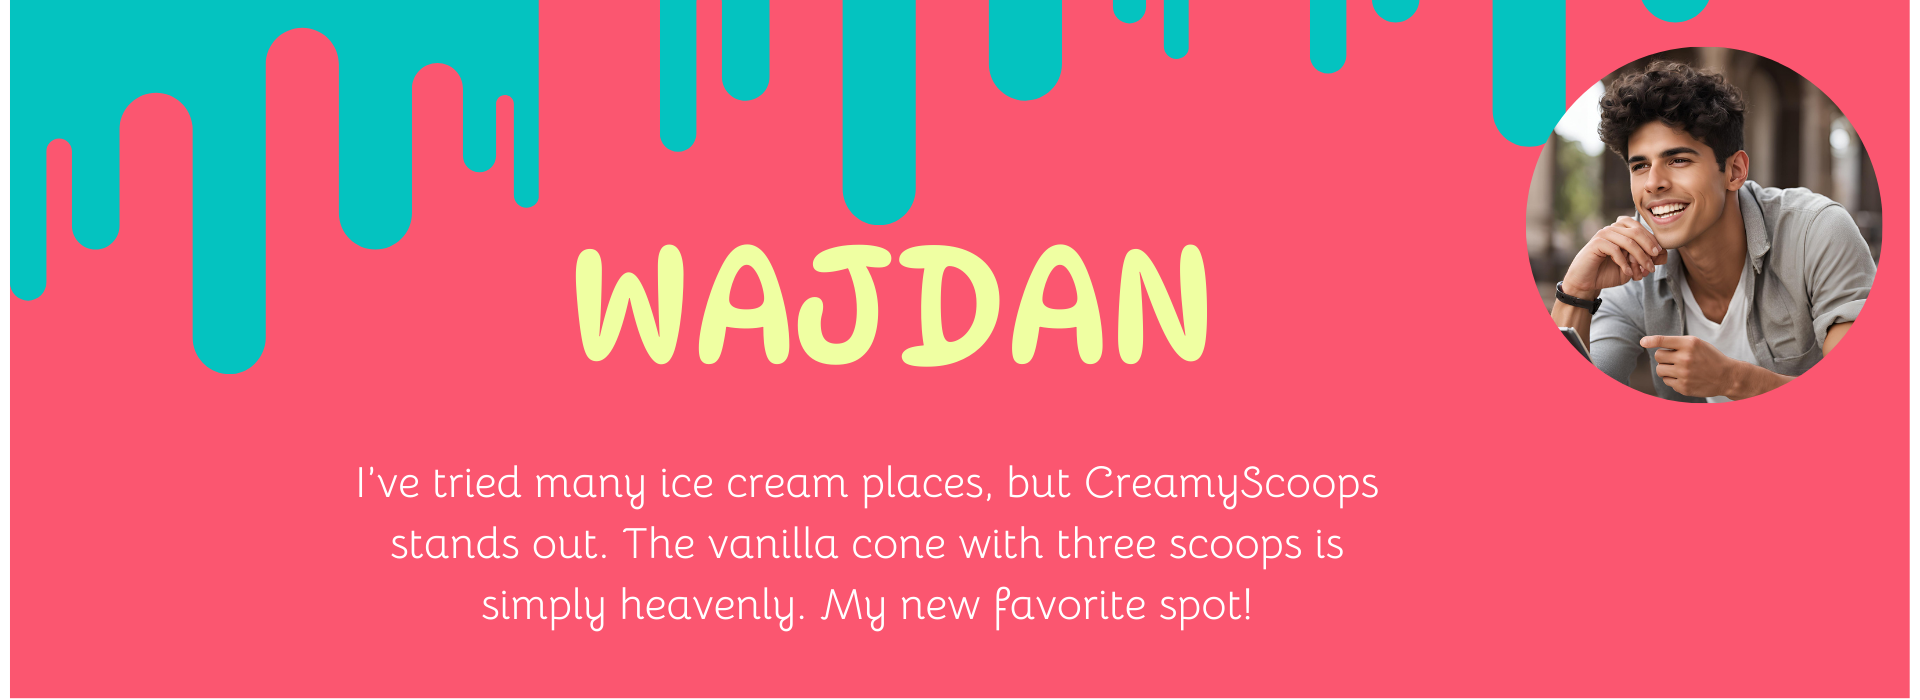 WAJDAN
I've tried many ice cream places, but CreamyScoops
stands out. The vanilla cone with three scoops is
simply heavenly. My new favorite spot!